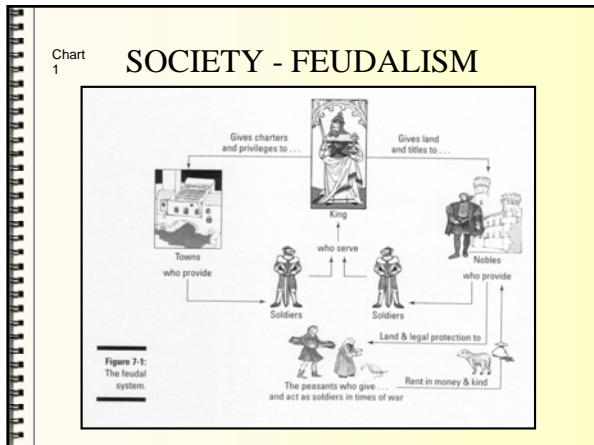 Chart
1
SOCIETY - FEUDALISM
Gives charters
and privileges to . . .
Gives land
and titles to . . .
King
Towns
who provide
who serve
Nobles
who provide
Soldiers
Soldiers
Land & legal protection to
Figure 7-1:
The feudal
system.
The peasants who give . . .
and act as soldiers in times of war
Rent in money & kind